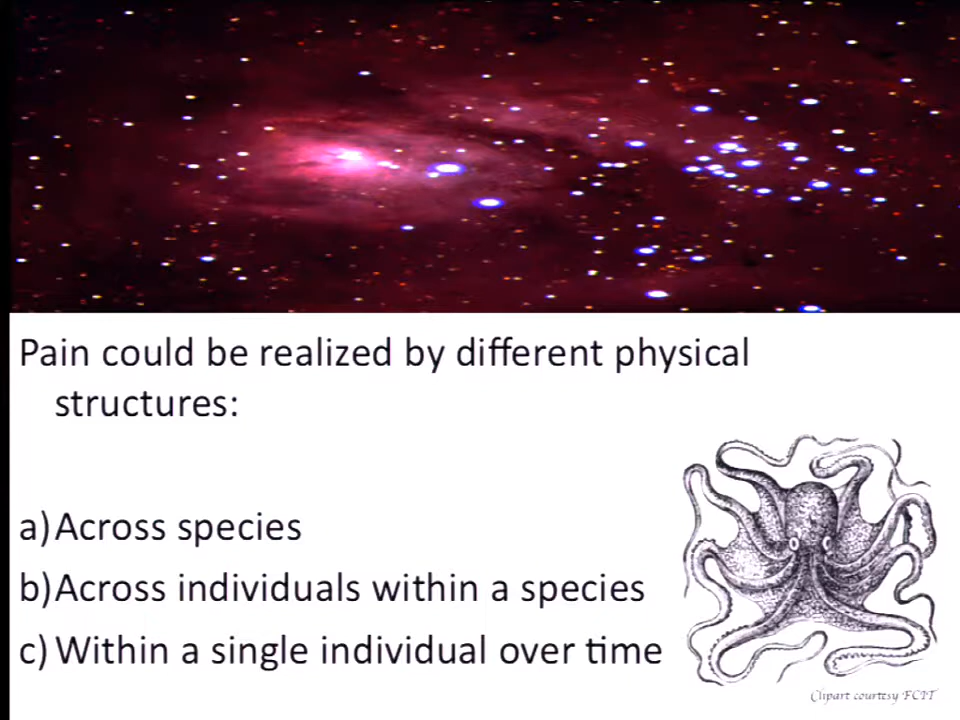 Pain could be realized by different physical
structures:
a) Across species
b) Across individuals within a species
c) Within a single individual over time
Clipart courtesy FCIT